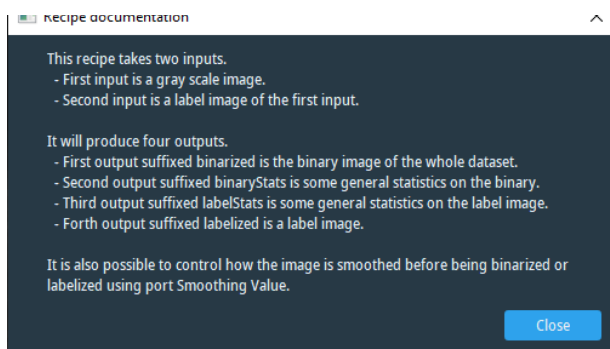 Recipe documentation
This recipe takes two inputs.
- First input is a gray scale image.
- Second input is a label image of the first input.
It will produce four outputs.
- First output suffixed binarized is the binary image of the whole dataset.
- Second output suffixed binaryStats is some general statistics on the binary.
- Third output suffixed labelStats is some general statistics on the label image.
- Forth output suffixed labelized is a label image.
It is also possible to control how the image is smoothed before being binarized or
labelized using port Smoothing Value.
Close